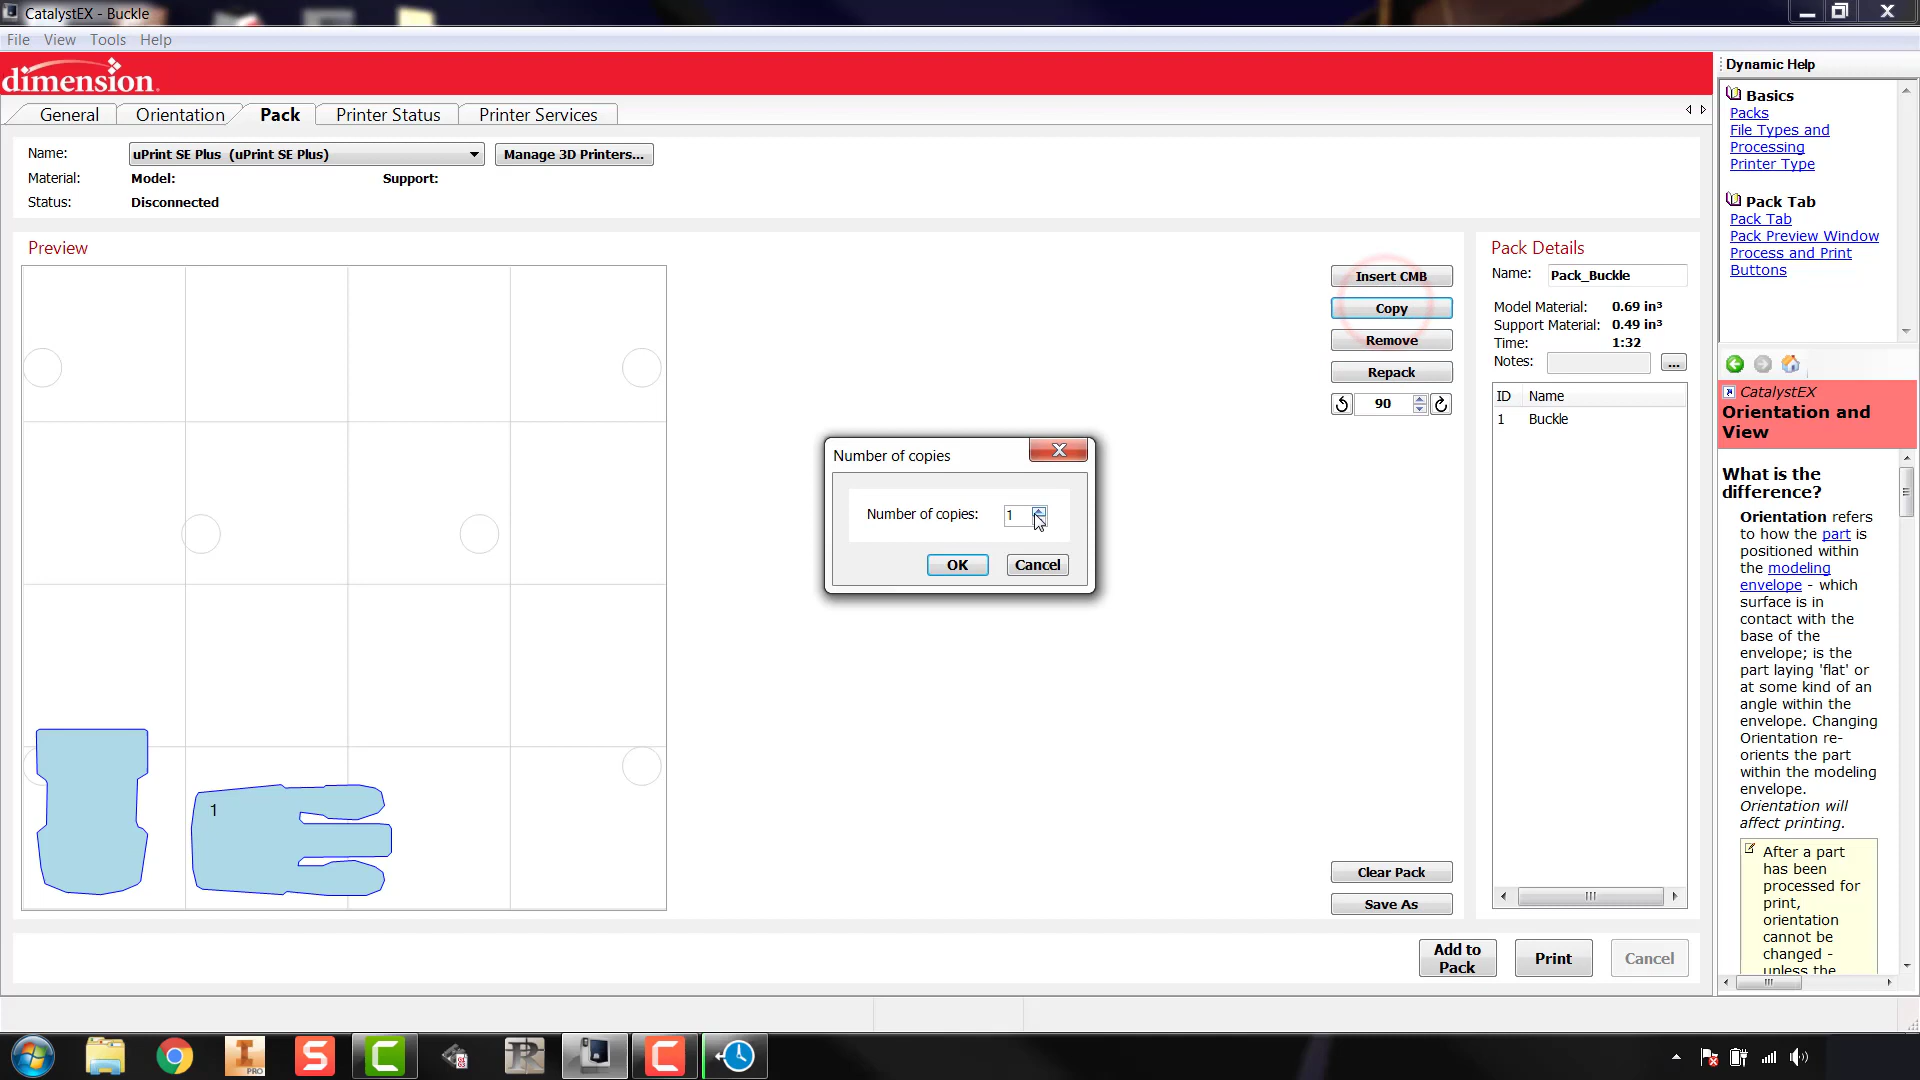 CatalystEX - Buckle
File View Tools Help
dimension
General Orientation Pack Printer Status Printer Services
Name: uPrint SE Plus (uPrint SE Plus) Manage 3D Printers...
Material: Model: Support:
Status: Disconnected
Preview
1
Insert CMB
Copy
Remove
Repack
90
Clear Pack
Save As
Number of copies
Number of copies: 1
OK Cancel
Pack Details
Name: Pack_Buckle
Model Material: 0.69 in³
Support Material: 0.49 in³
Time: 1:32
Notes: ...
ID Name
1 Buckle
Add to Pack
Print
Cancel
Dynamic Help
Basics
Packs
File Types and
Processing
Printer Type
Pack Tab
Pack Tab
Pack Preview Window
Process and Print
Buttons
CatalystEX
Orientation and
View
What is the
difference?
Orientation refers
to how the part is
positioned within
the modeling
envelope - which
surface is in
contact with the
base of the
envelope; is the
part laying 'flat' or
at some kind of an
angle within the
envelope. Changing
Orientation re-
orients the part
within the modeling
envelope.
Orientation will
affect printing.
After a part
has been
processed for
print,
orientation
cannot be
changed -
unless the
PRO